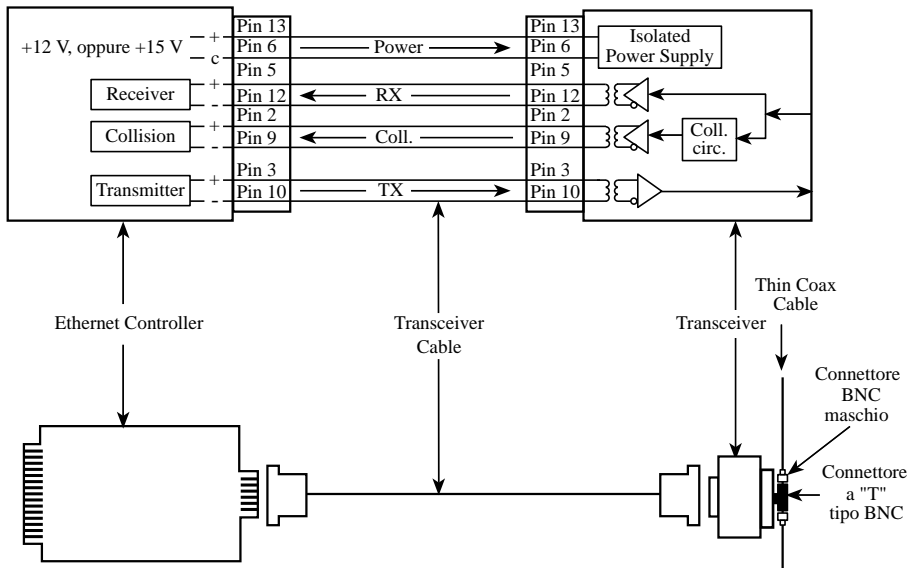 +12 V, oppure +15 V
+
c
Receiver
+
-
Collision
+
-
Transmitter
+
-
Pin 13
Pin 6
Pin 5
Pin 12
Pin 2
Pin 9
Pin 3
Pin 10
Power
RX
Coll.
TX
Pin 13
Pin 6
Pin 5
Pin 12
Pin 2
Pin 9
Pin 3
Pin 10
Isolated
Power Supply
Coll.
circ.
Ethernet Controller
Transceiver
Cable
Transceiver
Thin Coax
Cable
Connettore
BNC
maschio
Connettore
a "T"
tipo BNC